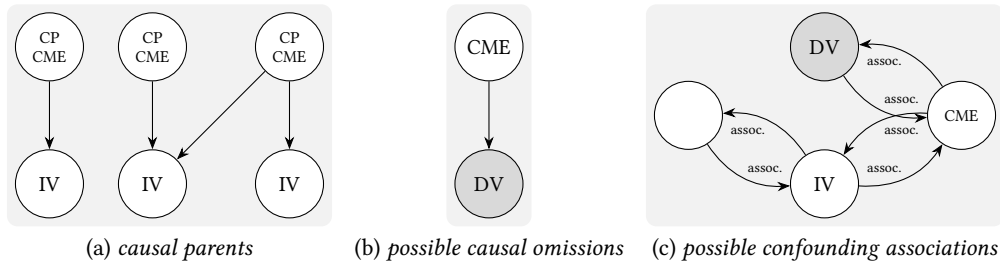 CP
CME
CP
CME
CP
CME
IV
IV
IV
CME
DV
DV
assoc.
assoc.
CME
assoc.
assoc.
assoc.
assoc.
IV
(a) causal parents
(b) possible causal omissions
(c) possible confounding associations